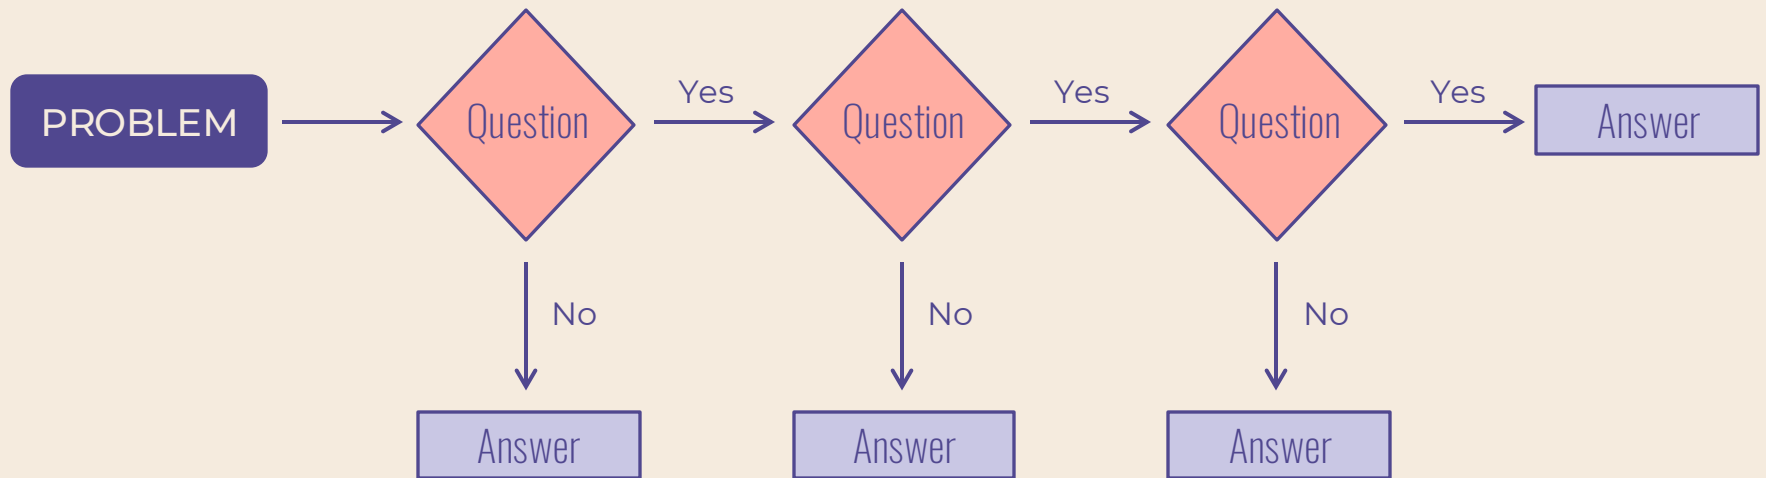 PROBLEM
Question
Yes
Question
Yes
Question
Yes
Answer
No
No
No
Answer
Answer
Answer